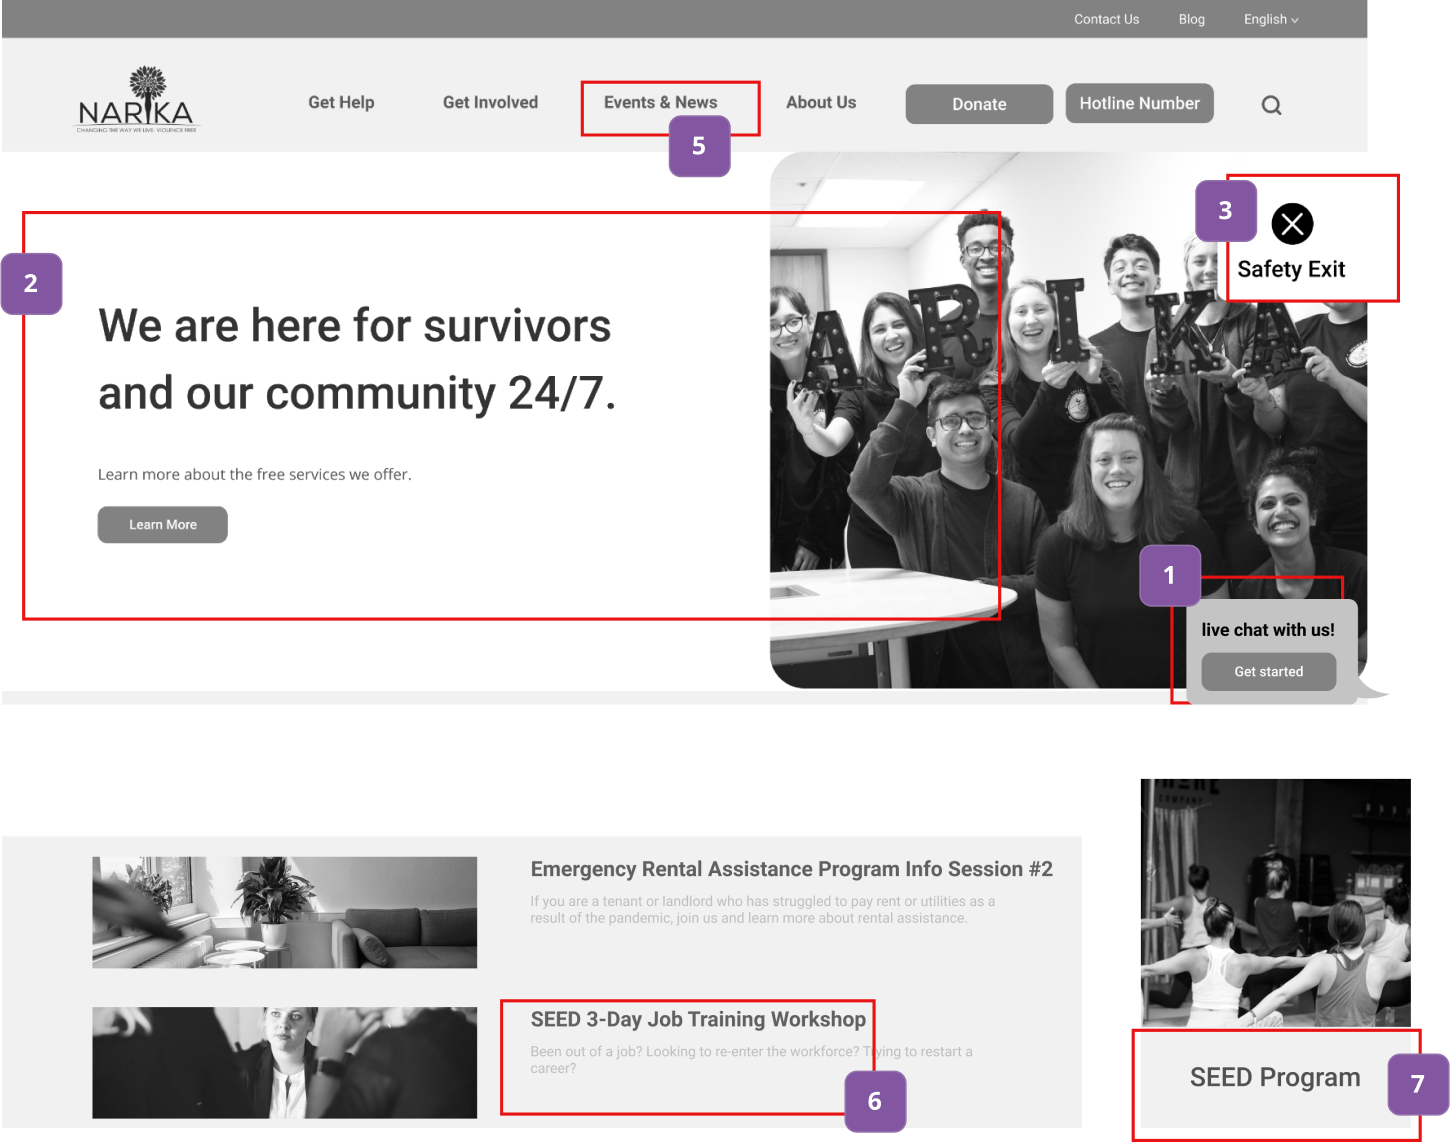 Contact Us Blog English
NARIKA
CHANGING THE WAY WE LIVE: VIOLENCE FREE
Get Help Get Involved Events & News About Us Donate Hotline Number
5
3
Safety Exit
2
ARIKA
We are here for survivors
and our community 24/7.
Learn more about the free services we offer.
Learn More
1
live chat with us!
Get started
COMPANY
Emergency Rental Assistance Program Info Session #2
If you are a tenant or landlord who has struggled to pay rent or utilities as a
result of the pandemic, join us and learn more about rental assistance.
SEED 3-Day Job Training Workshop
Been out of a job? Looking to re-enter the workforce? Trying to restart a
career?
6
SEED Program
7